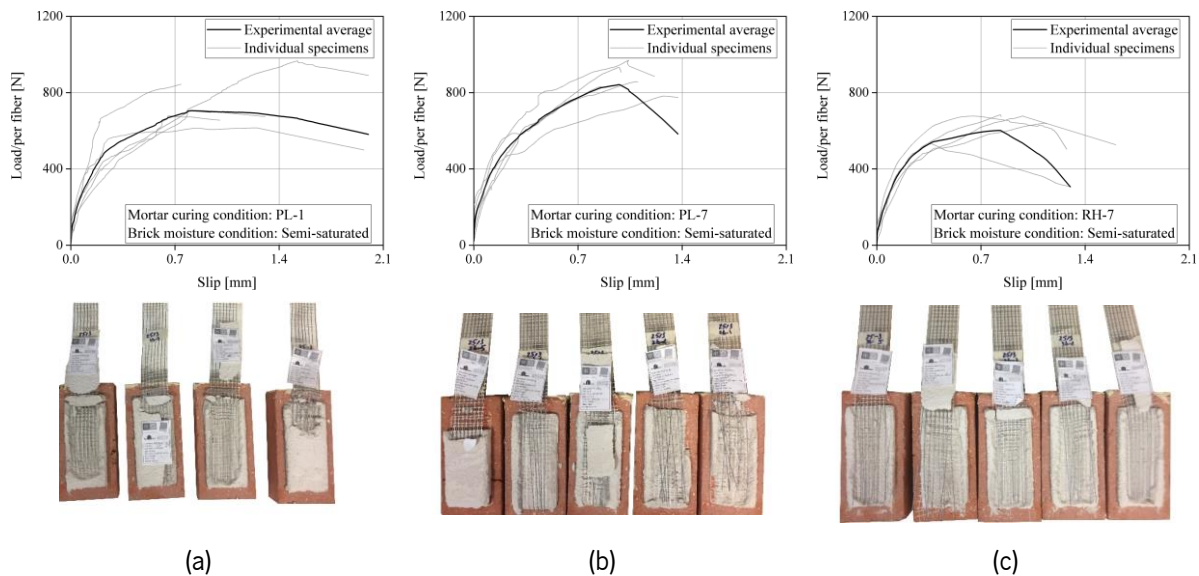 1200
800
400
0
Load/per fiber [N]
Experimental average
Individual specimens
Mortar curing condition: PL-1
Brick moisture condition: Semi-saturated
0.0 0.7 1.4 2.1
Slip [mm]
1200
800
400
0
Load/per fiber [N]
Experimental average
Individual specimens
Mortar curing condition: PL-7
Brick moisture condition: Semi-saturated
0.0 0.7 1.4 2.1
Slip [mm]
1200
800
400
0
Load/per fiber [N]
Experimental average
Individual specimens
Mortar curing condition: RH-7
Brick moisture condition: Semi-saturated
0.0 0.7 1.4 2.1
Slip [mm]
(a)
(b)
(c)